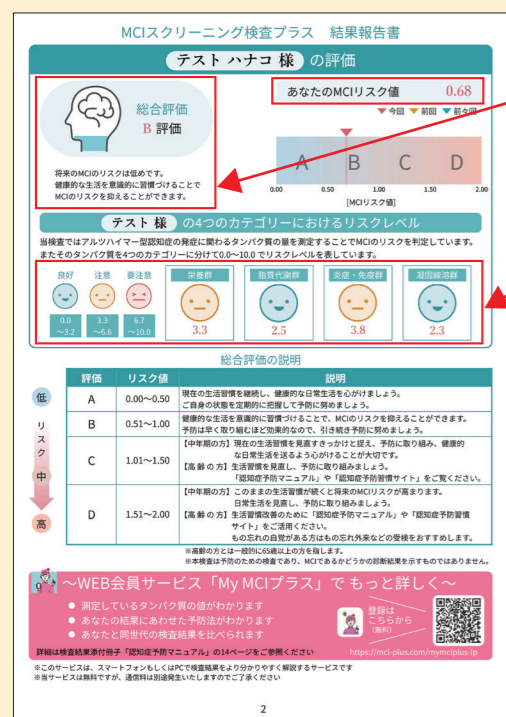 MCIスクリーニング検査プラス 結果報告書
テスト ハナコ 様 の評価
総合評価
B 評価
将来のMCIのリスクは低めです。
健康的な生活を意識的に習慣づけることで
MCIのリスクを抑えることができます。
あなたのMCIリスク値 0.68
今回 前回 前々回
A B C D
0.00 0.50 1.00 1.50 2.00
[MCIリスク値]
テスト 様 の4つのカテゴリーにおけるリスクレベル
当検査ではアルツハイマー型認知症の発症に関わるタンパク質の量を測定することでMCIのリスクを判定しています。
またそのタンパク質を4つのカテゴリーに分けて0.0～10.0 でリスクレベルを表しています。
良好 注意 要注意
0.0 3.3 6.7
～3.2 ～6.6 ～10.0
栄養群 脂質代謝群 炎症・免疫群 凝固線溶群
3.3 2.5 3.8 2.3
総合評価の説明
低
リスク
中
高
評価 リスク値 説明
A 0.00～0.50 現在の生活習慣を継続し、健康的な日常生活を心がけましょう。
ご自身の状態を定期的に把握して予防に努めましょう。
B 0.51～1.00 健康的な生活を意識的に習慣づけることで、MCIのリスクを抑えることができます。
予防は早く取り組むほど効果的なので、引き続き予防に努めましょう。
C 1.01～1.50 【中年期の方】現在の生活習慣を見直すきっかけと捉え、予防に取り組み、健康的
な日常生活を送るよう心がけることが大切です。
【高 齢 の 方】生活習慣を見直し、予防に取り組みましょう。
「認知症予防マニュアル」や「認知症予防習慣サイト」をご覧ください。
D 1.51～2.00 【中年期の方】このままの生活習慣が続くと将来のMCIリスクが高まります。
日常生活を見直し、予防に取り組みましょう。
【高 齢 の 方】生活習慣改善のために「認知症予防マニュアル」や「認知症予防習慣
サイト」をご活用ください。
もの忘れの自覚がある方はもの忘れ外来などの受検をおすすめします。
※高齢の方とは一般的に65歳以上の方を指します。
※本検査は予防のための検査であり、MCIであるかどうかの診断結果を示すものではありません。
～WEB会員サービス「My MCIプラス」で もっと詳しく～
● 測定しているタンパク質の値がわかります
● あなたの結果にあわせた予防法がわかります
● あなたと同世代の検査結果を比べられます
登録は
こちらから
(無料)
詳細は検査結果添付冊子「認知症予防マニュアル」の14ページをご参照ください
https://mci-plus.com/mymciplus-lp
※このサービスは、スマートフォンもしくはPCで検査結果をより分かりやすく解説するサービスです
※当サービスは無料ですが、通信料は別途発生いたしますのでご了承ください
2